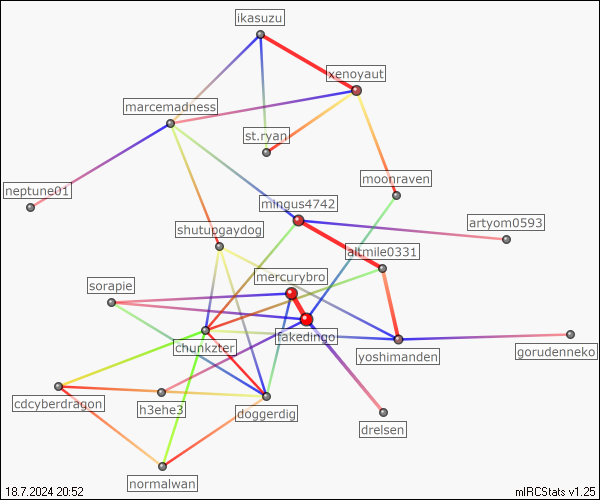 ikasuzu
xenoyaut
marcemadness
st.ryan
moonraven
neptune01
mingus4742
artyom0593
shutupgaydog
altmile0331
mercurybro
sorapie
fakedingo
chunkzter
yoshimanden
gorudenneko
cdcyberdragon
h3ehe3
doggerdig
drelsen
normalwan
18.7.2024 20:52
mIRCStats v1.25